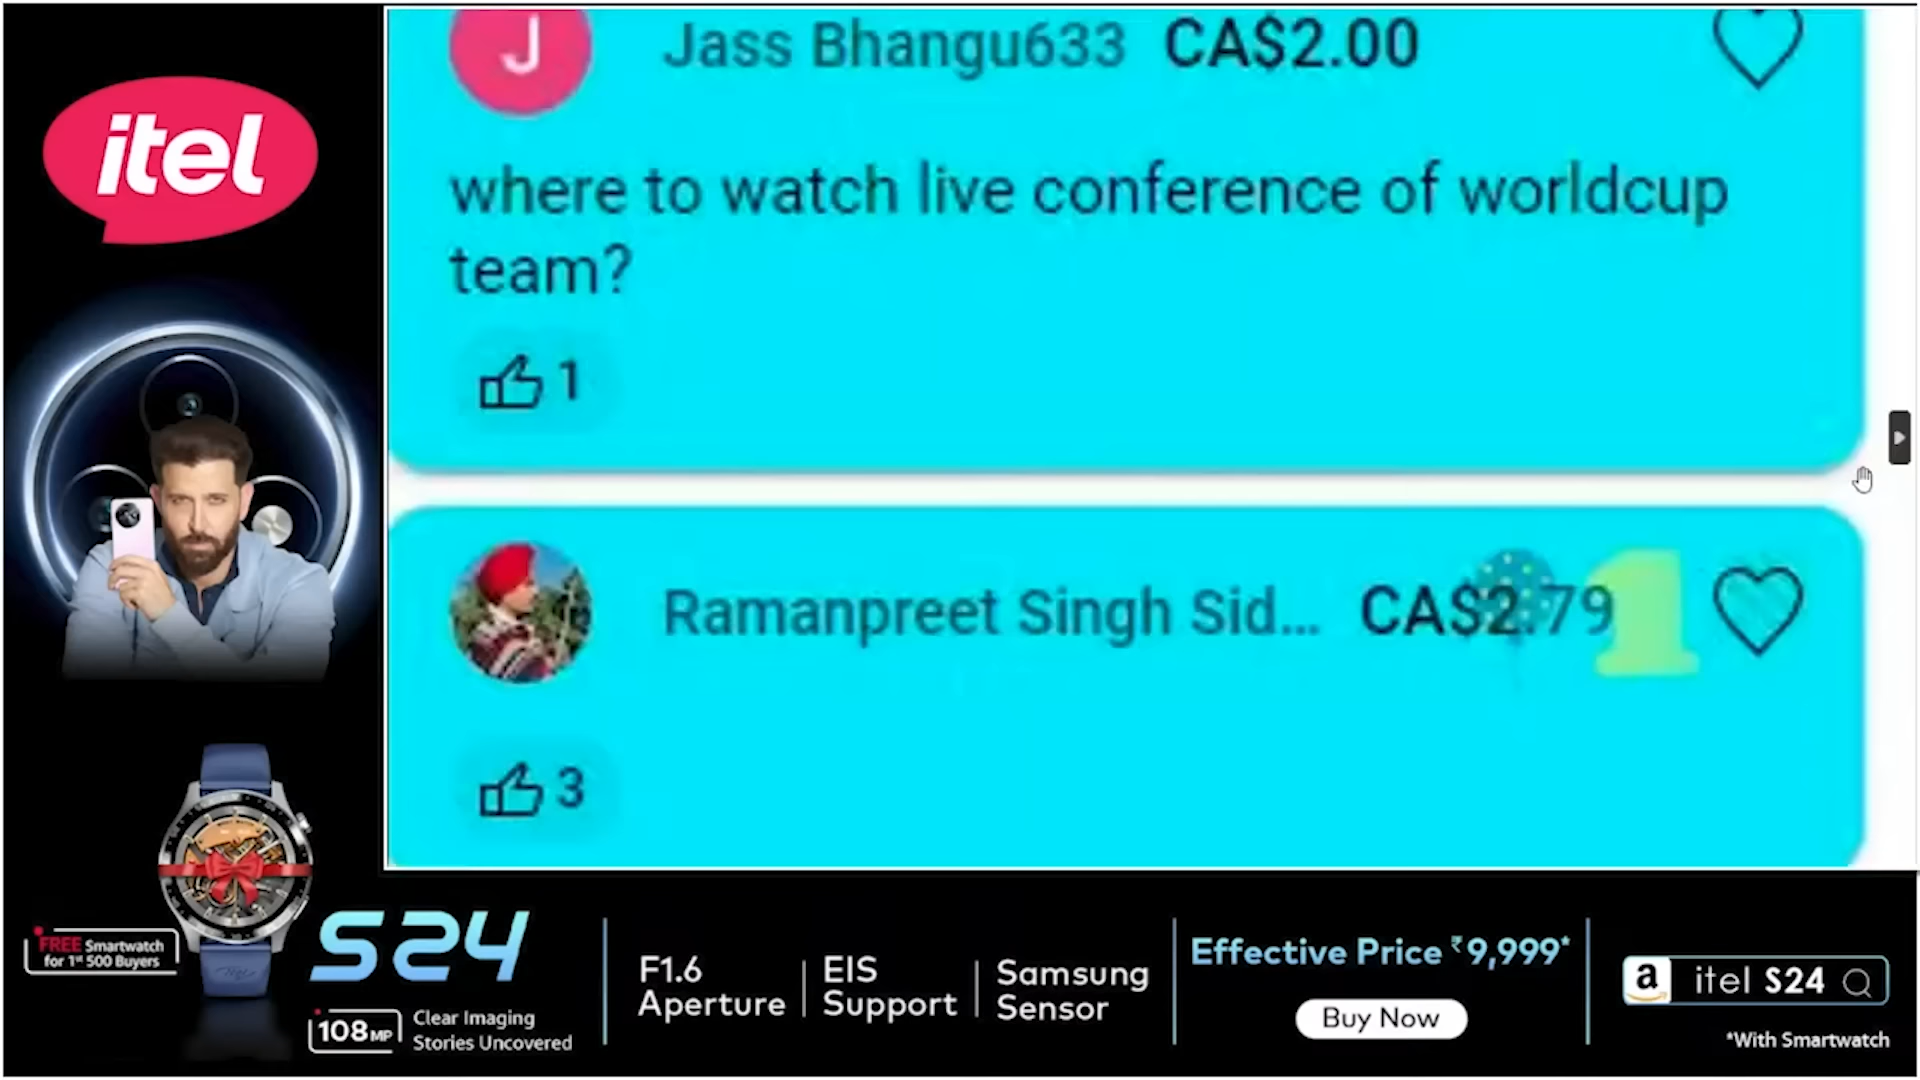 itel
J
Jass Bhangu633 CA$2.00
where to watch live conference of worldcup
team?
1
Ramanpreet Singh Sid... CA$2.79
1
3
FREE Smartwatch
for 1st 500 Buyers
S24
108MP
Clear Imaging
Stories Uncovered
F1.6
Aperture
EIS
Support
Samsung
Sensor
Effective Price ₹9,999*
Buy Now
a itel S24
*With Smartwatch